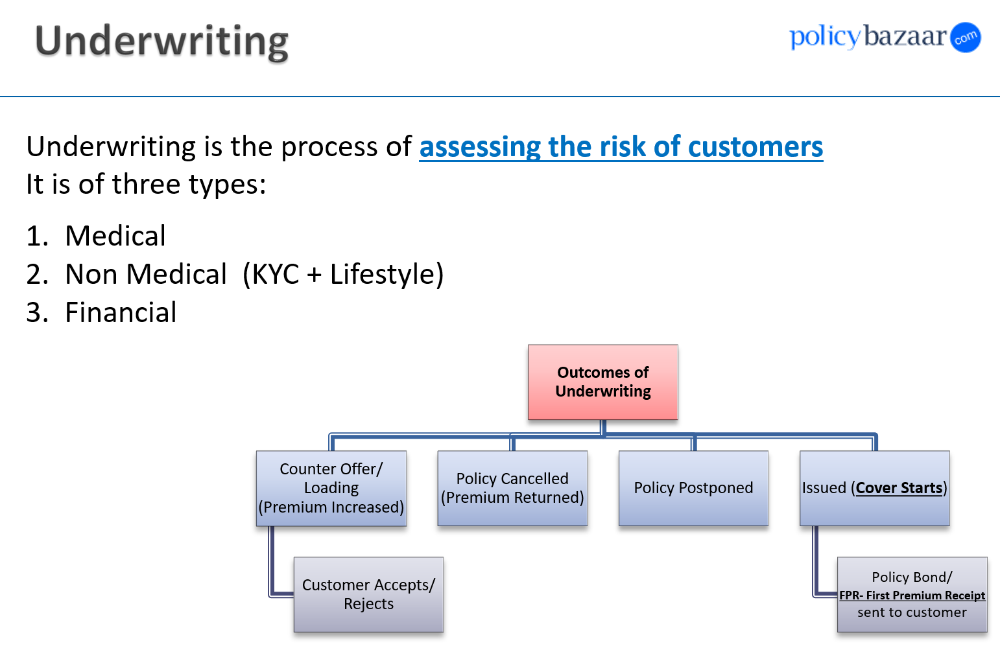 Underwriting
policybazaar.com
Underwriting is the process of assessing the risk of customers
It is of three types:
1. Medical
2. Non Medical (KYC + Lifestyle)
3. Financial
Outcomes of
Underwriting
Counter Offer/
Loading
(Premium Increased)
Policy Cancelled
(Premium Returned)
Policy Postponed
Issued (Cover Starts)
Customer Accepts/
Rejects
Policy Bond/
FPR- First Premium Receipt
sent to customer